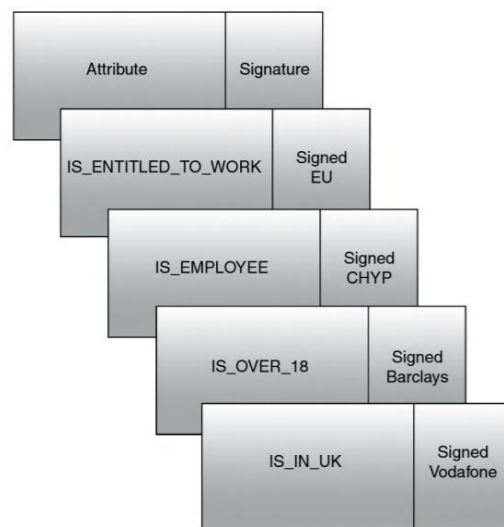 Attribute Signature
IS_ENTITLED_TO_WORK Signed
EU
IS_EMPLOYEE Signed
CHYP
IS_OVER_18 Signed
Barclays
IS_IN_UK Signed
Vodafone